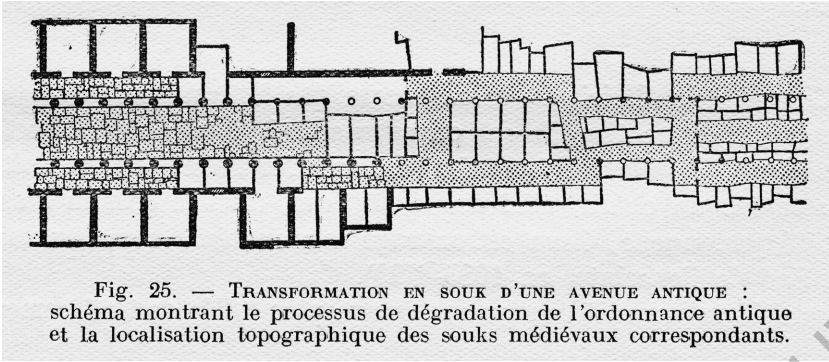 Fig. 25. — TRANSFORMATION EN SOUK D'UNE AVENUE ANTIQUE :
schéma montrant le processus de dégradation de l'ordonnance antique
et la localisation topographique des souks médiévaux correspondants.